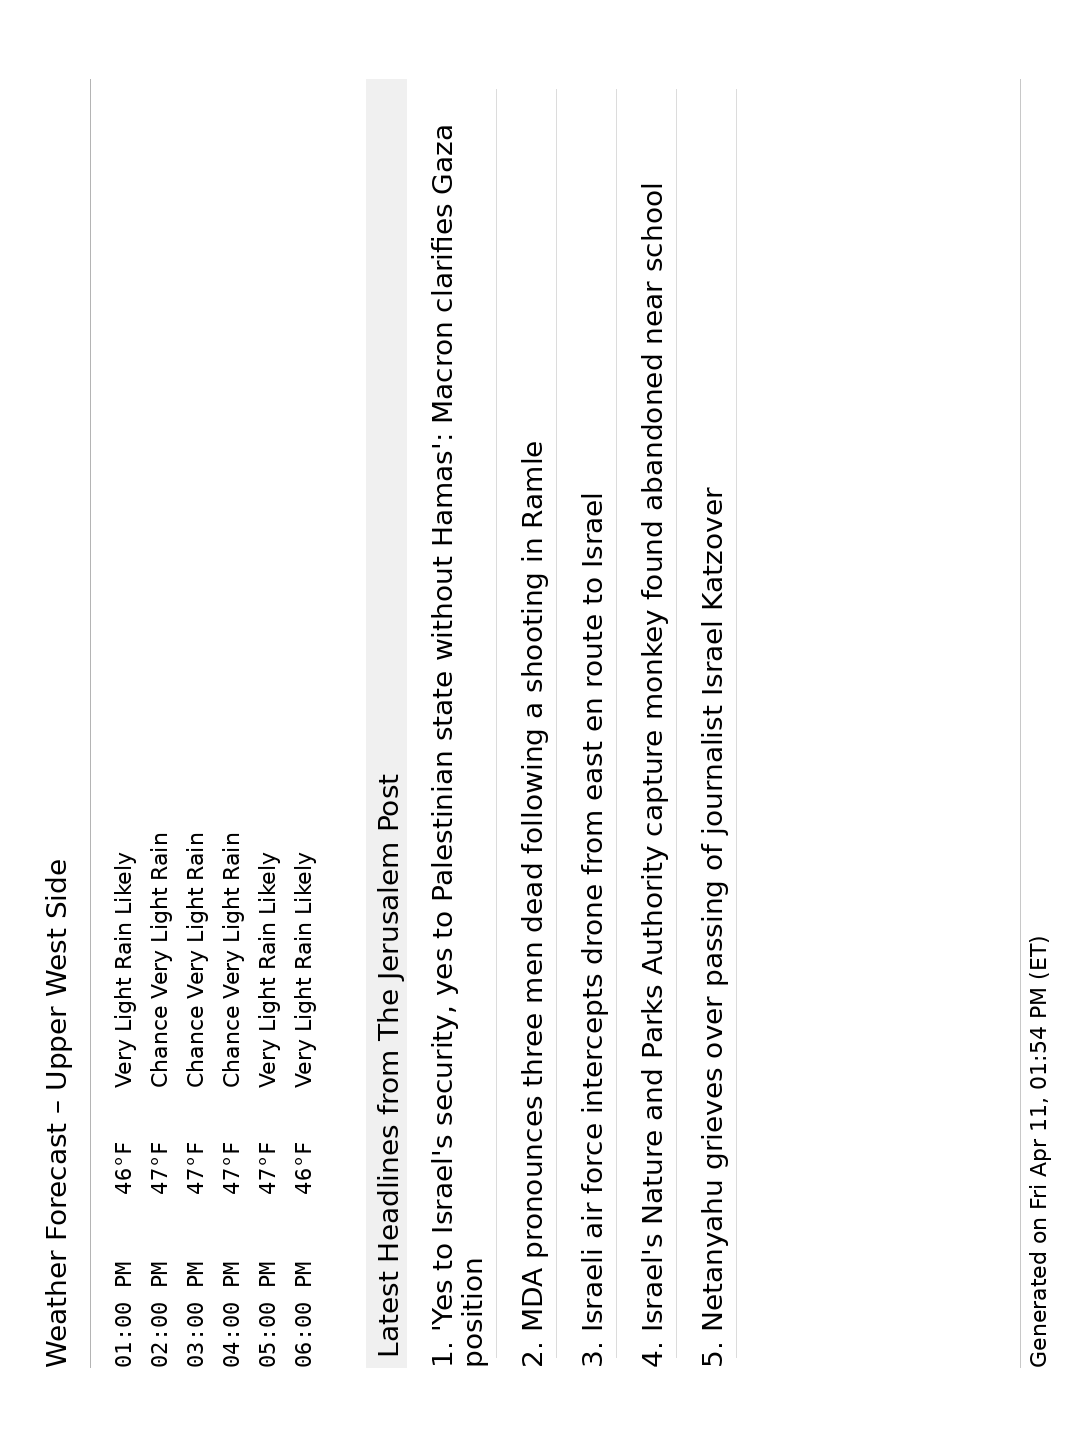 Weather Forecast – Upper West Side
01:00 PM 46°F Very Light Rain Likely
02:00 PM 47°F Chance Very Light Rain
03:00 PM 47°F Chance Very Light Rain
04:00 PM 47°F Chance Very Light Rain
05:00 PM 47°F Very Light Rain Likely
06:00 PM 46°F Very Light Rain Likely
Latest Headlines from The Jerusalem Post
1. 'Yes to Israel's security, yes to Palestinian state without Hamas': Macron clarifies Gaza
position
2. MDA pronounces three men dead following a shooting in Ramle
3. Israeli air force intercepts drone from east en route to Israel
4. Israel's Nature and Parks Authority capture monkey found abandoned near school
5. Netanyahu grieves over passing of journalist Israel Katzover
Generated on Fri Apr 11, 01:54 PM (ET)